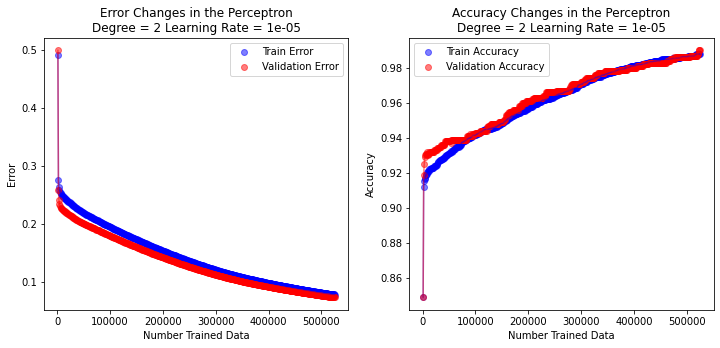 Error Changes in the Perceptron
Degree = 2 Learning Rate = 1e-05
Train Error
Validation Error
Error
0.5
0.4
0.3
0.2
0.1
0
100000
200000
300000
400000
500000
Number Trained Data
Accuracy Changes in the Perceptron
Degree = 2 Learning Rate = 1e-05
Train Accuracy
Validation Accuracy
Accuracy
0.98
0.96
0.94
0.92
0.90
0.88
0.86
0
100000
200000
300000
400000
500000
Number Trained Data